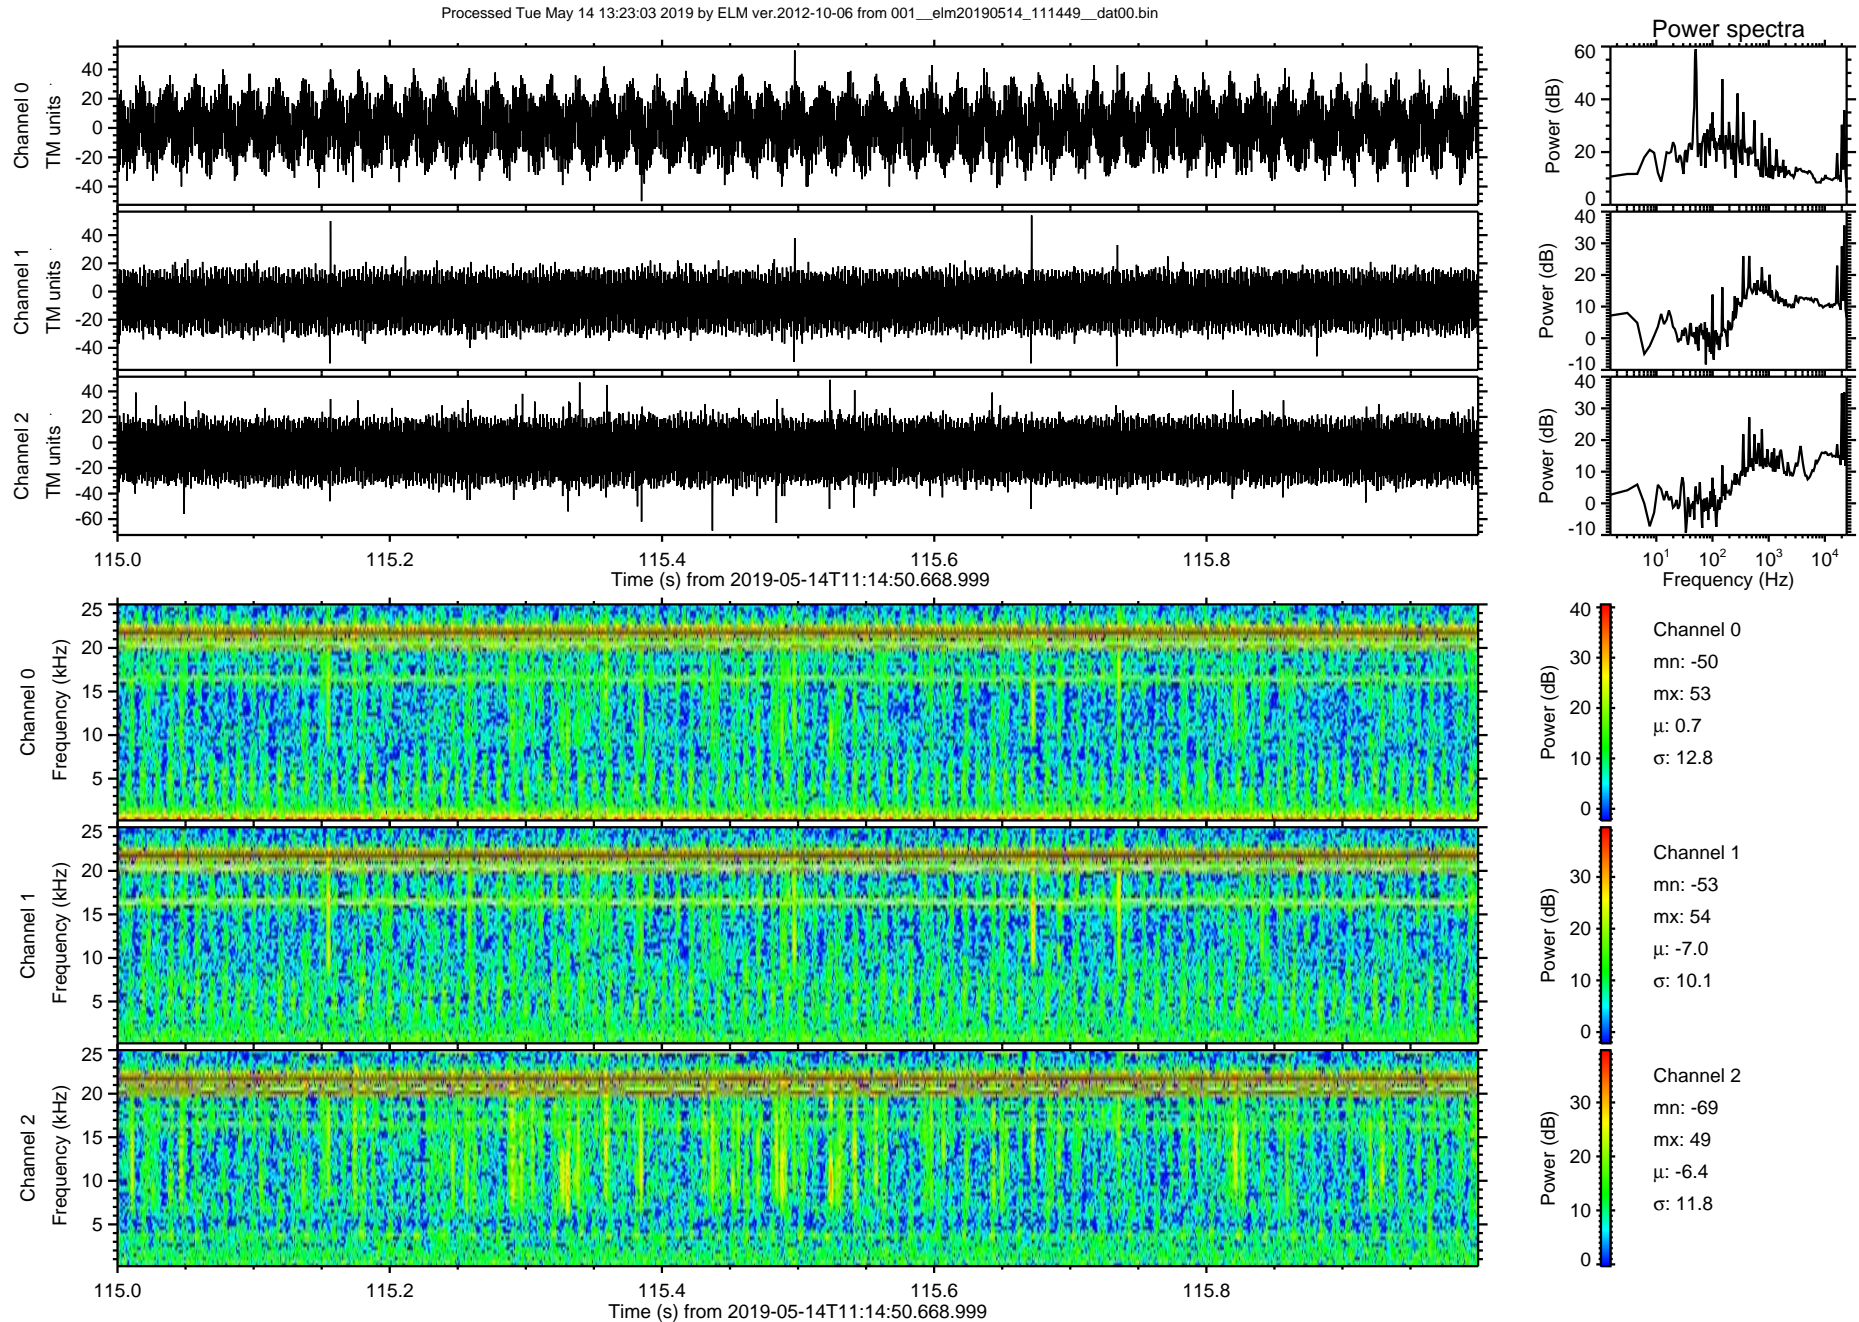 Processed Tue May 14 13:23:03 2019 by ELM ver.2012-10-06 from 001__elm20190514_111449__dat00.bin
Power spectra
Channel 0
TM units
40
20
0
-20
-40
Power (dB)
60
40
20
0
Channel 1
TM units
40
20
0
-20
-40
Power (dB)
40
30
20
10
0
-10
Channel 2
TM units
40
20
0
-20
-40
-60
Power (dB)
40
30
20
10
0
-10
115.0 115.2 115.4 115.6 115.8
Time (s) from 2019-05-14T11:14:50.668.999
10^1 10^2 10^3 10^4
Frequency (Hz)
Channel 0
Frequency (kHz)
25
20
15
10
5
Power (dB)
40
30
20
10
0
Channel 0
mn: -50
mx: 53
μ: 0.7
σ: 12.8
Channel 1
Frequency (kHz)
25
20
15
10
5
Power (dB)
30
20
10
0
Channel 1
mn: -53
mx: 54
μ: -7.0
σ: 10.1
Channel 2
Frequency (kHz)
25
20
15
10
5
Power (dB)
30
20
10
0
Channel 2
mn: -69
mx: 49
μ: -6.4
σ: 11.8
115.0 115.2 115.4 115.6 115.8
Time (s) from 2019-05-14T11:14:50.668.999